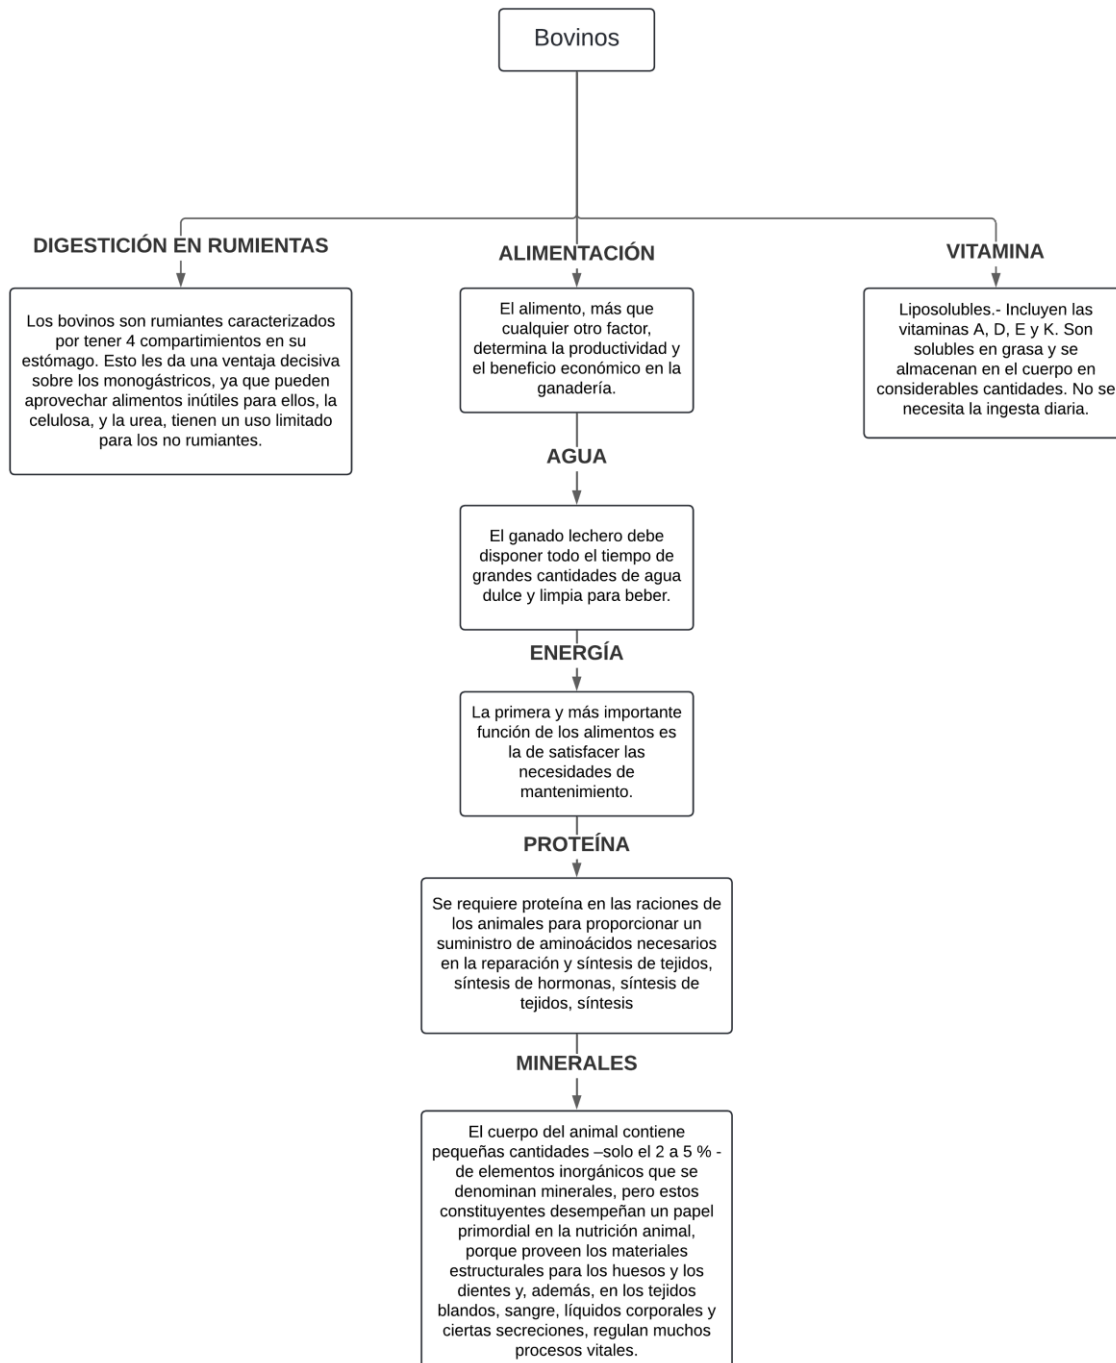 Bovinos
DIGESTICIÓN EN RUMIENTAS
Los bovinos son rumiantes caracterizados
por tener 4 compartimientos en su
estómago. Esto les da una ventaja decisiva
sobre los monogástricos, ya que pueden
aprovechar alimentos inútiles para ellos, la
celulosa, y la urea, tienen un uso limitado
para los no rumiantes.
ALIMENTACIÓN
El alimento, más que
cualquier otro factor,
determina la productividad y
el beneficio económico en la
ganadería.
VITAMINA
Liposolubles.- Incluyen las
vitaminas A, D, E y K. Son
solubles en grasa y se
almacenan en el cuerpo en
considerables cantidades. No se
necesita la ingesta diaria.
AGUA
El ganado lechero debe
disponer todo el tiempo de
grandes cantidades de agua
dulce y limpia para beber.
ENERGÍA
La primera y más importante
función de los alimentos es
la de satisfacer las
necesidades de
mantenimiento.
PROTEÍNA
Se requiere proteína en las raciones de
los animales para proporcionar un
suministro de aminoácidos necesarios
en la reparación y síntesis de tejidos,
síntesis de hormonas, síntesis de
tejidos, síntesis
MINERALES
El cuerpo del animal contiene
pequeñas cantidades –solo el 2 a 5 % -
de elementos inorgánicos que se
denominan minerales, pero estos
constituyentes desempeñan un papel
primordial en la nutrición animal,
porque proveen los materiales
estructurales para los huesos y los
dientes y, además, en los tejidos
blandos, sangre, líquidos corporales y
ciertas secreciones, regulan muchos
procesos vitales.